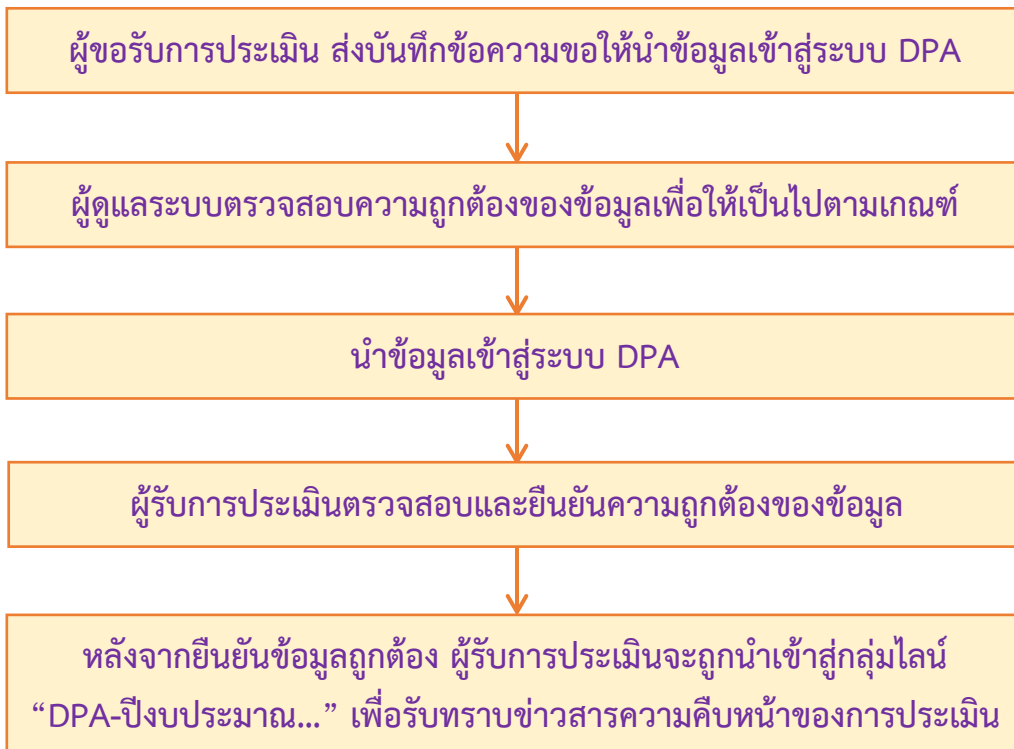 ผู้ขอรับการประเมิน ส่งบันทึกข้อความขอให้นำข้อมูลเข้าสู่ระบบ DPA
ผู้ดูแลระบบตรวจสอบความถูกต้องของข้อมูลเพื่อให้เป็นไปตามเกณฑ์
นำข้อมูลเข้าสู่ระบบ DPA
ผู้รับการประเมินตรวจสอบและยืนยันความถูกต้องของข้อมูล
หลังจากยืนยันข้อมูลถูกต้อง ผู้รับการประเมินจะถูกนำเข้าสู่กลุ่มไลน์
“DPA-ปีงบประมาณ...” เพื่อรับทราบข่าวสารความคืบหน้าของการประเมิน